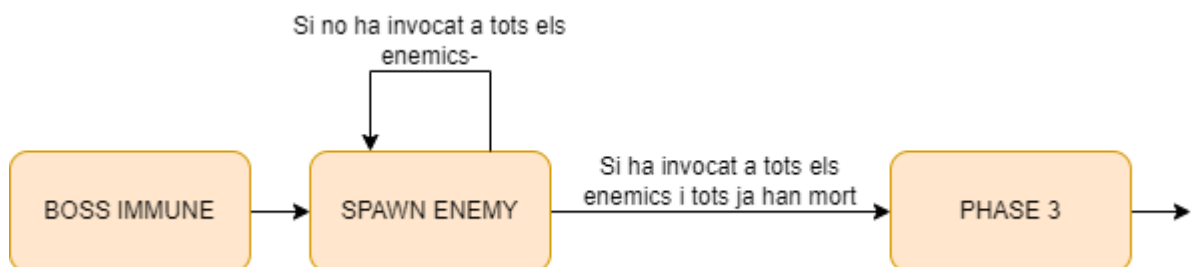 Si no ha invocat a tots els
enemics-
BOSS IMMUNE
SPAWN ENEMY
Si ha invocat a tots els
enemics i tots ja han mort
PHASE 3